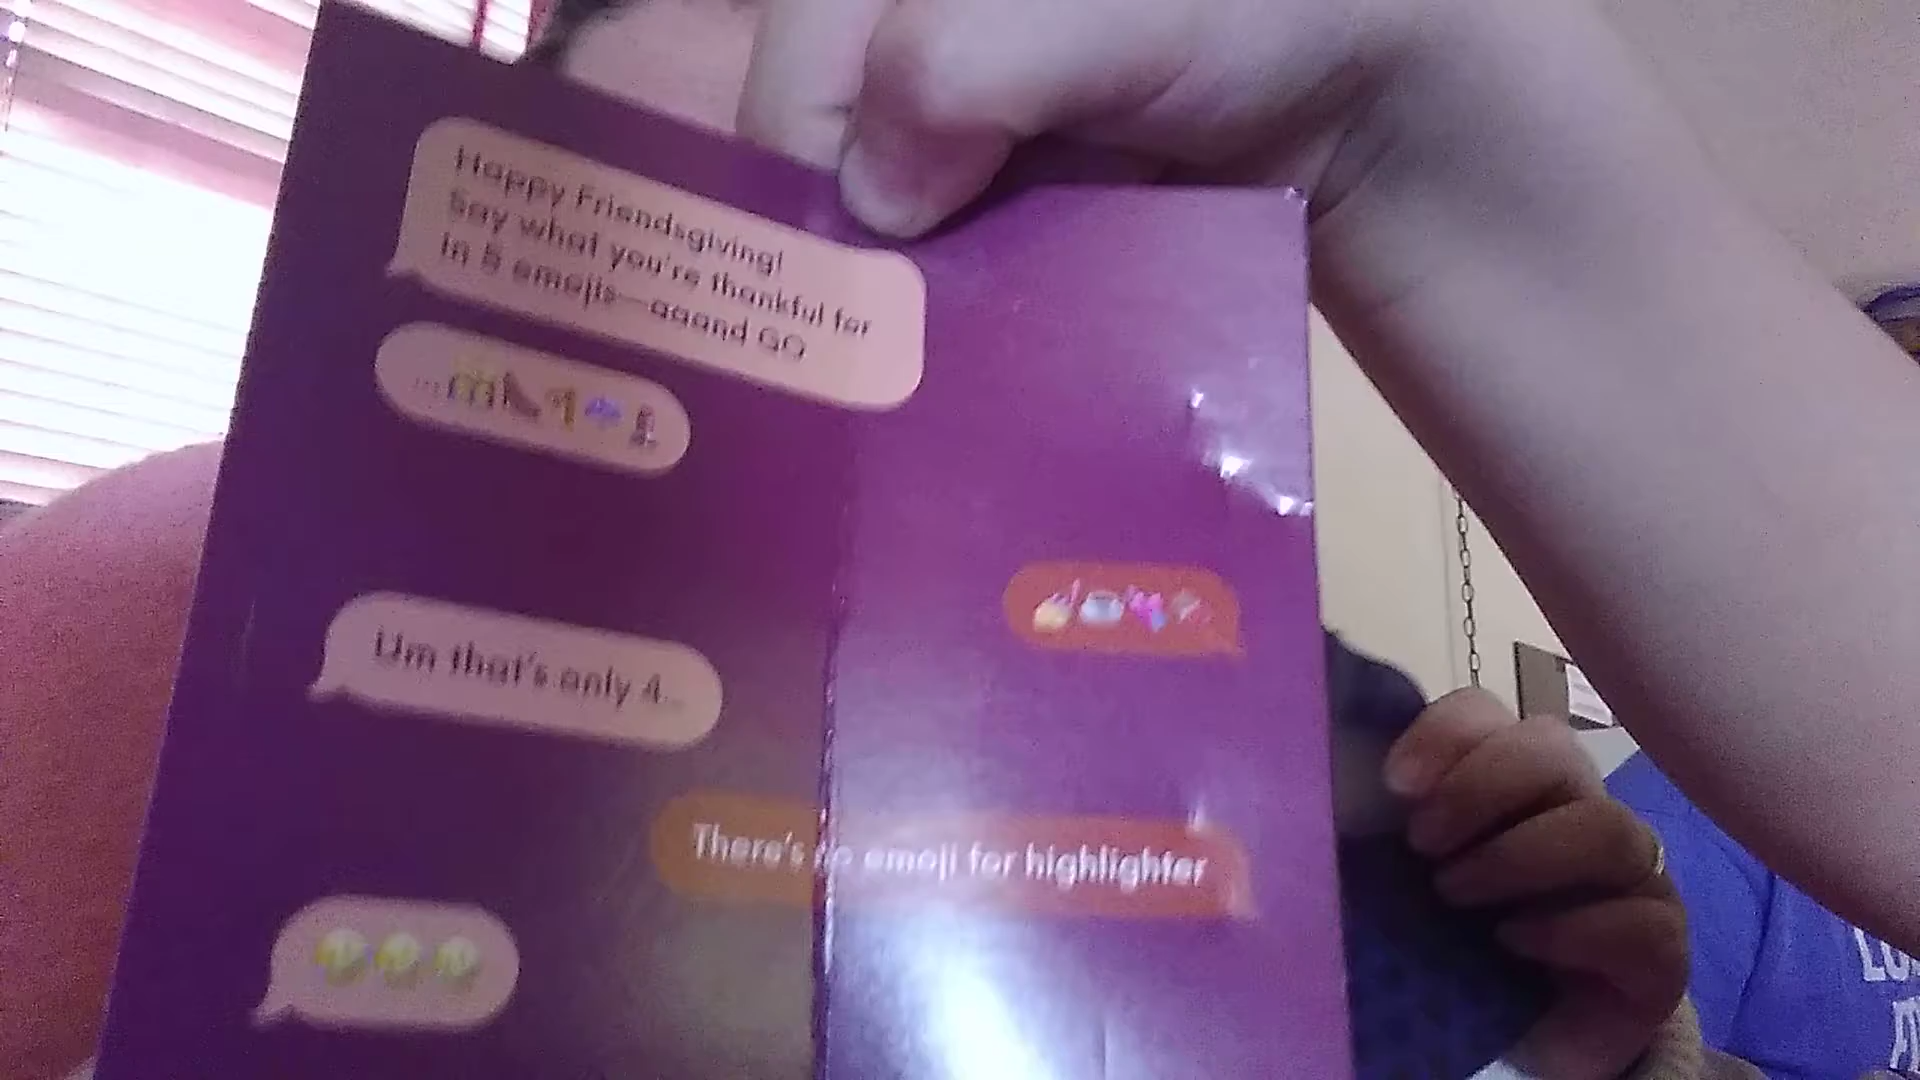 Happy Friendsgiving!
Say what you're thankful for
in 5 emojis—aaand GO
...
Um that's only 4...
There's no emoji for highlighter